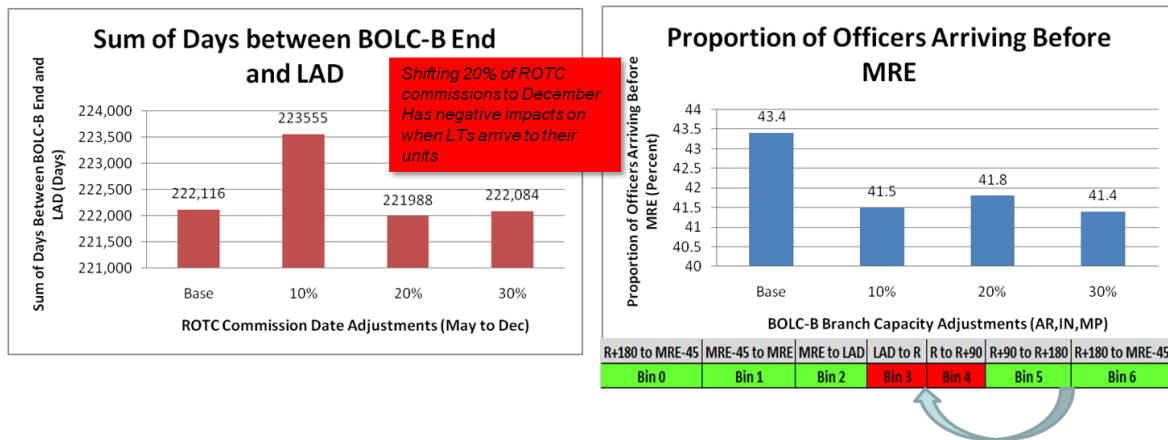 Sum of Days between BOLC-B End
and LAD
Sum of Days Between BOLC-B End and
LAD (Days)
224,000
223,500
223,000
222,500
222,000
221,500
221,000
222,116
223555
221988
222,084
Base
10%
20%
30%
ROTC Commission Date Adjustments (May to Dec)
Shifting 20% of ROTC
commissions to December
Has negative impacts on
when LTs arrive to their
units
Proportion of Officers Arriving Before
MRE
Proportion of Officers Arriving Before
MRE (Percent)
44
43.5
43
42.5
42
41.5
41
40.5
40
43.4
41.5
41.8
41.4
Base
10%
20%
30%
BOLC-B Branch Capacity Adjustments (AR,IN,MP)
R+180 to MRE-45 MRE-45 to MRE MRE to LAD LAD to R R to R+90 R+90 to R+180 R+180 to MRE-45
Bin 0 Bin 1 Bin 2 Bin 3 Bin 4 Bin 5 Bin 6